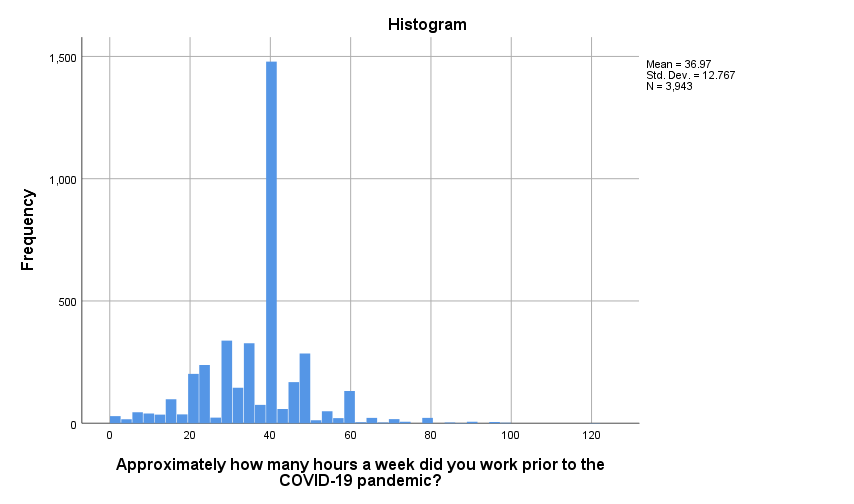 Histogram
Mean = 36.97
Std. Dev. = 12.767
N = 3,943
Frequency
1,500
1,000
500
0
0 20 40 60 80 100 120
Approximately how many hours a week did you work prior to the
COVID-19 pandemic?